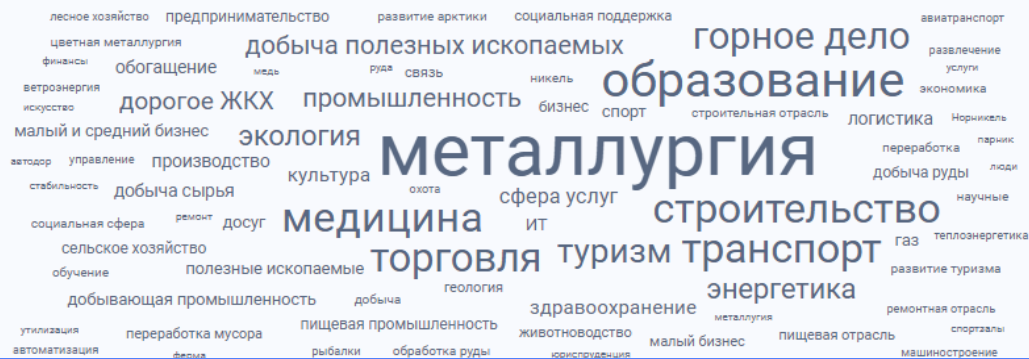 лесное хозяйство предпринимательство развитие арктики социальная поддержка авиатранспорт
цветная металлургия добыча полезных ископаемых горное дело развлечение
финансы обогащение медь руда связь никель образование услуги
ветроэнергия экономика
искусство дорогое ЖКХ промышленность бизнес спорт строительная отрасль логистика Норникель
малый и средний бизнес экология металлургия переработка парник
автодор управление производство культура добыча руды люди
стабильность добыча сырья охота сфера услуг научные
социальная сфера ремонт досуг медицина ИТ строительство
сельское хозяйство торговля туризм транспорт газ теплоэнергетика
обучение полезные ископаемые развитие туризма
добывающая промышленность добыча геология энергетика
здравоохранение металлугия ремонтная отрасль
утилизация переработка мусора пищевая промышленность животноводство малый бизнес пищевая отрасль спортзалы
автоматизация ферма рыбалки обработка руды юриспруденция машиностроение